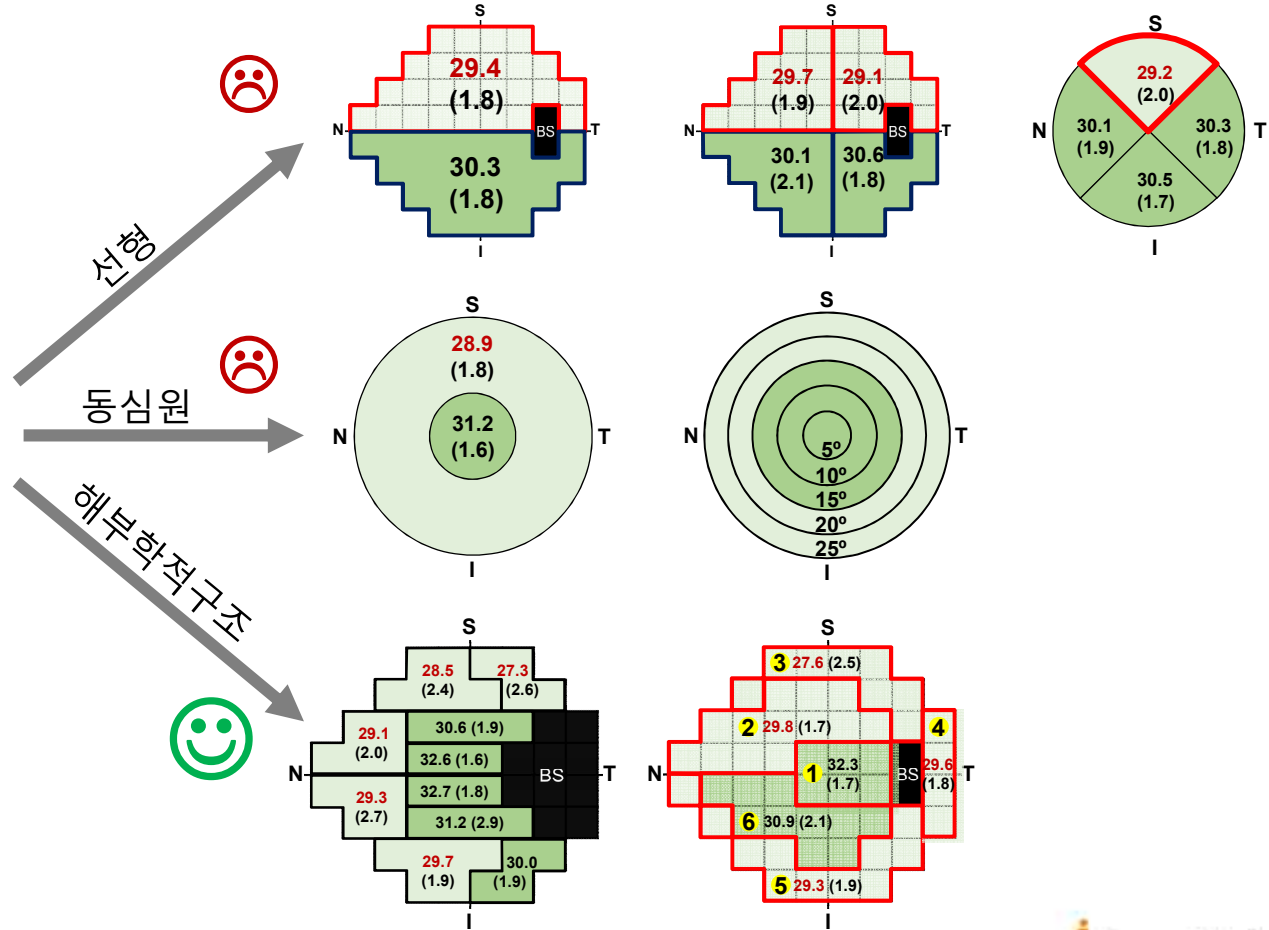 선형
S
N
29.4
(1.8)
BS
T
30.3
(1.8)
I
S
N
29.7
(1.9)
29.1
(2.0)
BS
T
30.1
(2.1)
30.6
(1.8)
I
S
29.2
(2.0)
N
30.1
(1.9)
30.3
(1.8)
T
30.5
(1.7)
I
동심원
S
28.9
(1.8)
N
31.2
(1.6)
T
I
S
N
T
5º
10º
15º
20º
25º
I
해부학적구조
S
28.5
(2.4)
27.3
(2.6)
29.1
(2.0)
30.6 (1.9)
32.6 (1.6)
N
BS
T
32.7 (1.8)
29.3
(2.7)
31.2 (2.9)
29.7
(1.9)
30.0
(1.9)
I
S
3 27.6 (2.5)
2 29.8 (1.7)
4
N
1 32.3
(1.7)
BS
29.6
(1.8)
T
6 30.9 (2.1)
5 29.3 (1.9)
I